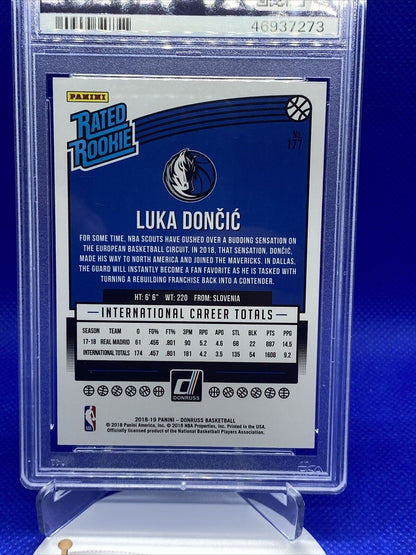 46937273
PANINI
RATED
ROOKIE
No.
177
LUKA DONČIĆ
FOR SOME TIME, NBA SCOUTS HAVE GUSHED OVER A BUDDING SENSATION ON
THE EUROPEAN BASKETBALL CIRCUIT. IN 2018, THAT SENSATION, DONČIĆ,
MADE HIS WAY TO NORTH AMERICA AND JOINED THE MAVERICKS. IN DALLAS,
THE GUARD WILL INSTANTLY BECOME A FAN FAVORITE AS HE IS TASKED WITH
TURNING A REBUILDING FRANCHISE BACK INTO A CONTENDER.
HT: 6' 6" WT: 220 FROM: SLOVENIA
INTERNATIONAL CAREER TOTALS
SEASON TEAM G FG% FT% 3PM RPG APG STL BLK PTS PPG
17-18 REAL MADRID 61 .456 .801 90 5.2 4.6 68 22 887 14.5
INTERNATIONAL TOTALS 174 .457 .801 181 4.2 3.5 135 54 1608 9.2
DONRUSS
2018-19 PANINI – DONRUSS BASKETBALL
© 2018 Panini America, Inc. © 2018 NBA Properties, Inc. Printed in the USA.
Officially licensed product of the National Basketball Players Association.
NBA